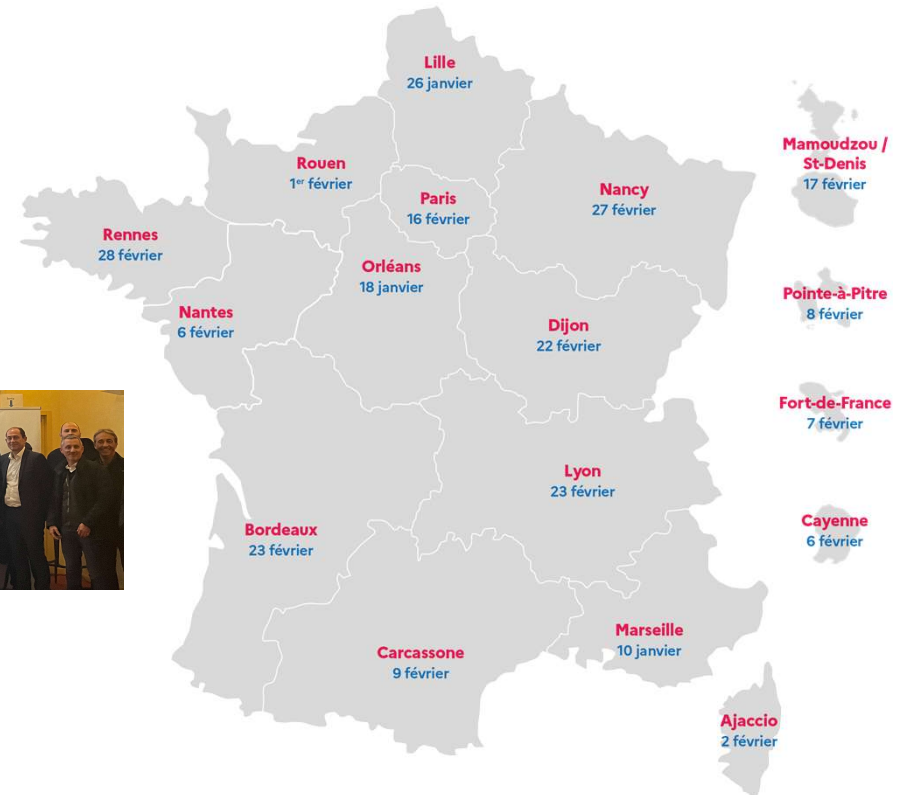 Lille
26 janvier
Rouen
1er février
Paris
16 février
Nancy
27 février
Mamoudzou /
St-Denis
17 février
Rennes
28 février
Orléans
18 janvier
Nantes
6 février
Dijon
22 février
Pointe-à-Pitre
8 février
Fort-de-France
7 février
Lyon
23 février
Bordeaux
23 février
Cayenne
6 février
Marseille
10 janvier
Carcassone
9 février
Ajaccio
2 février